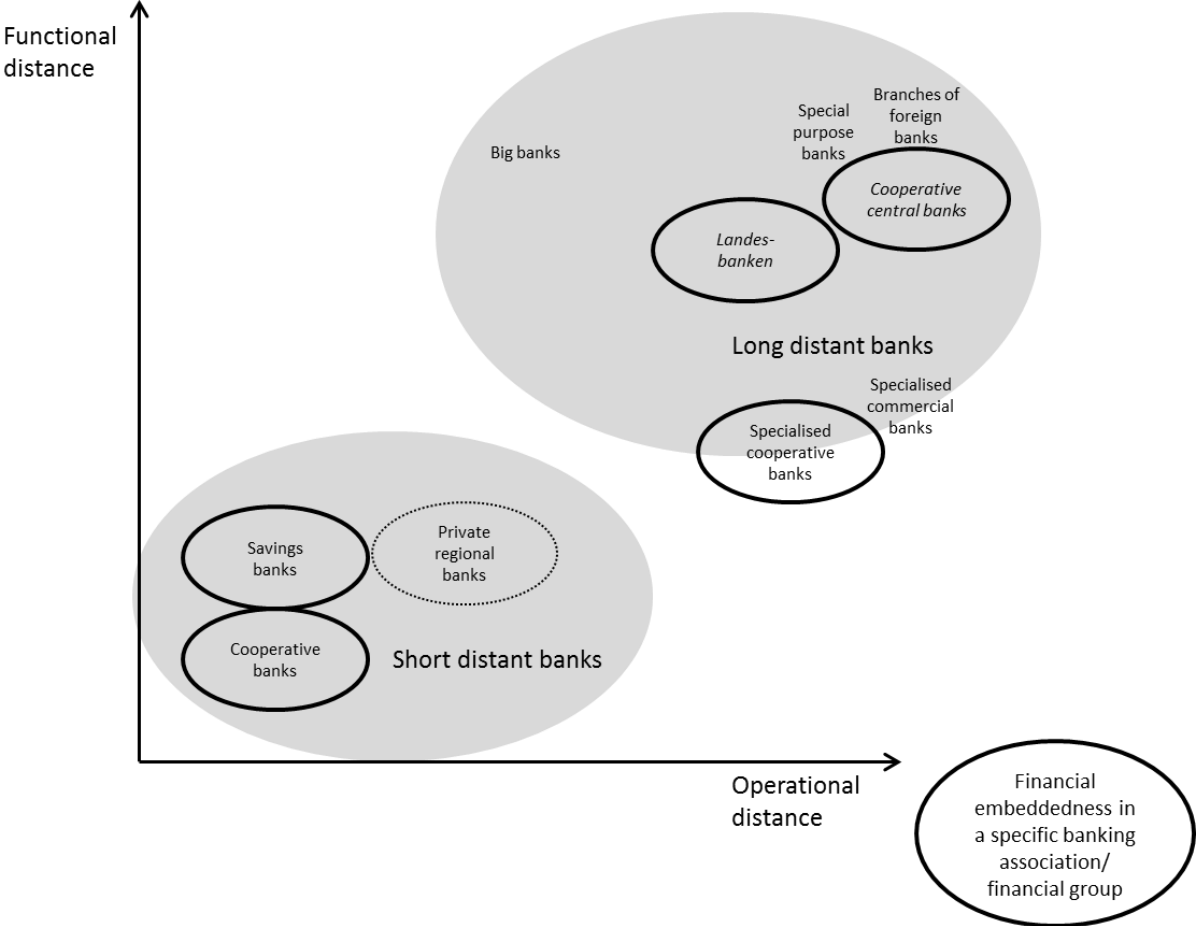 Functional
distance
Branches of
foreign
banks
Special
purpose
banks
Big banks
Cooperative
central banks
Landes-
banken
Long distant banks
Specialised
commercial
banks
Specialised
cooperative
banks
Savings
banks
Private
regional
banks
Cooperative
banks
Short distant banks
Operational
distance
Financial
embeddedness in
a specific banking
association/
financial group